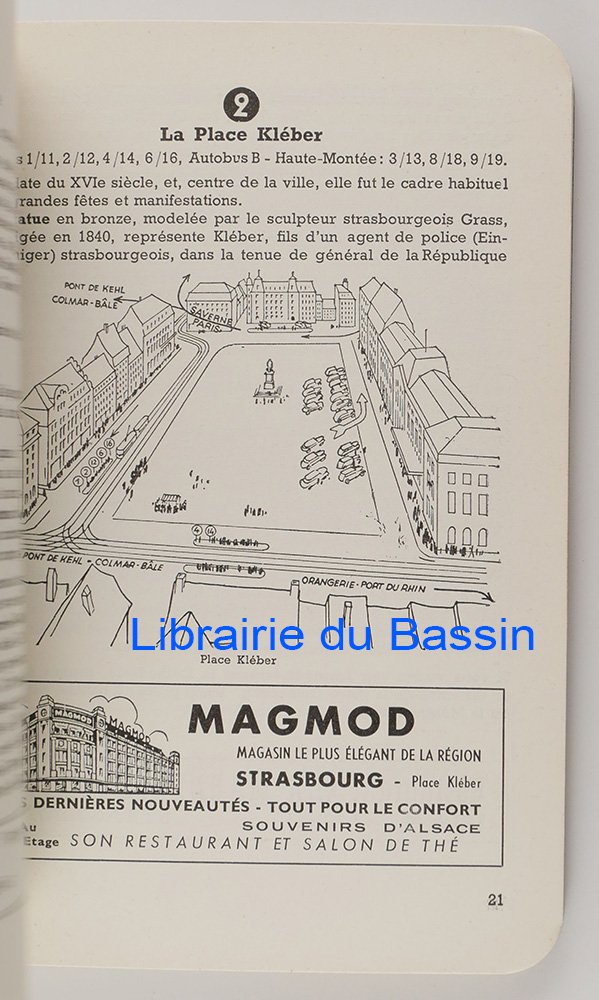 2
La Place Kléber
s 1/11, 2/12, 4/14, 6/16, Autobus B - Haute-Montée: 3/13, 8/18, 9/19.
date du XVIe siècle, et, centre de la ville, elle fut le cadre habituel
randes fêtes et manifestations.
atue en bronze, modelée par le sculpteur strasbourgeois Grass,
gée en 1840, représente Kléber, fils d'un agent de police (Ein-
iger) strasbourgeois, dans la tenue de général de la République
PONT DE KEHL
COLMAR-BÂLE
SAVERNE
PARIS
4 14
PONT DE KEHL - COLMAR-BÂLE
ORANGERIE-PORT DU RHIN
Librairie du Bassin
Place Kléber
MAGMOD MAGMOD
MAGMOD
MAGASIN LE PLUS ÉLÉGANT DE LA RÉGION
STRASBOURG - Place Kléber
S DERNIÈRES NOUVEAUTÉS - TOUT POUR LE CONFORT
SOUVENIRS D'ALSACE
Au
Etage SON RESTAURANT ET SALON DE THÉ
21